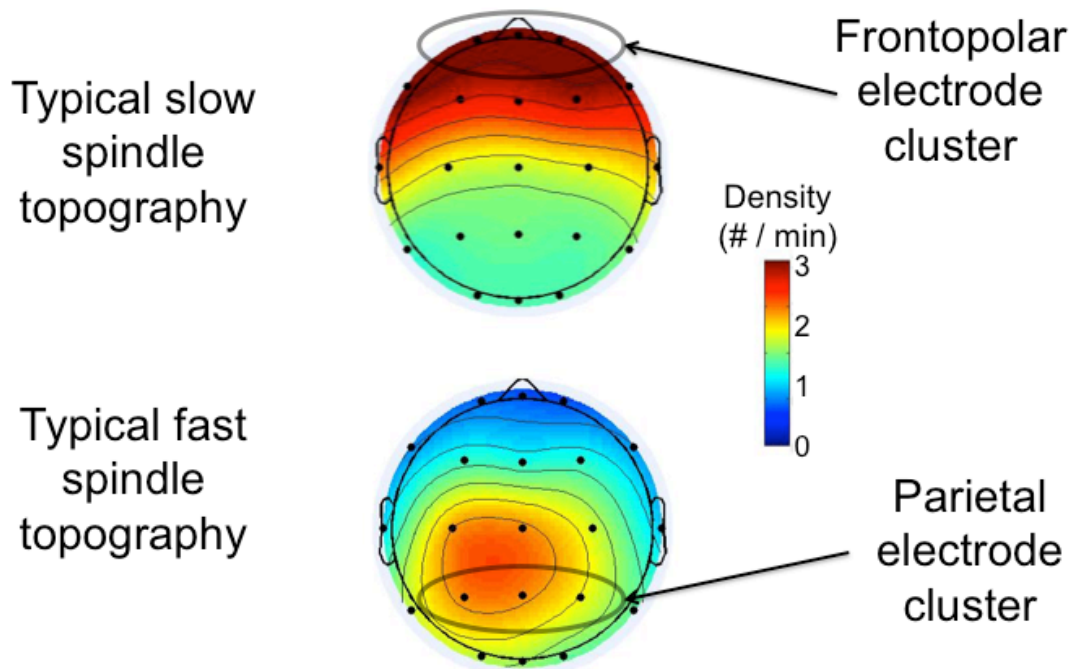 Typical slow
spindle
topography
Frontopolar
electrode
cluster
Density
(# / min)
3
2
1
0
Typical fast
spindle
topography
Parietal
electrode
cluster